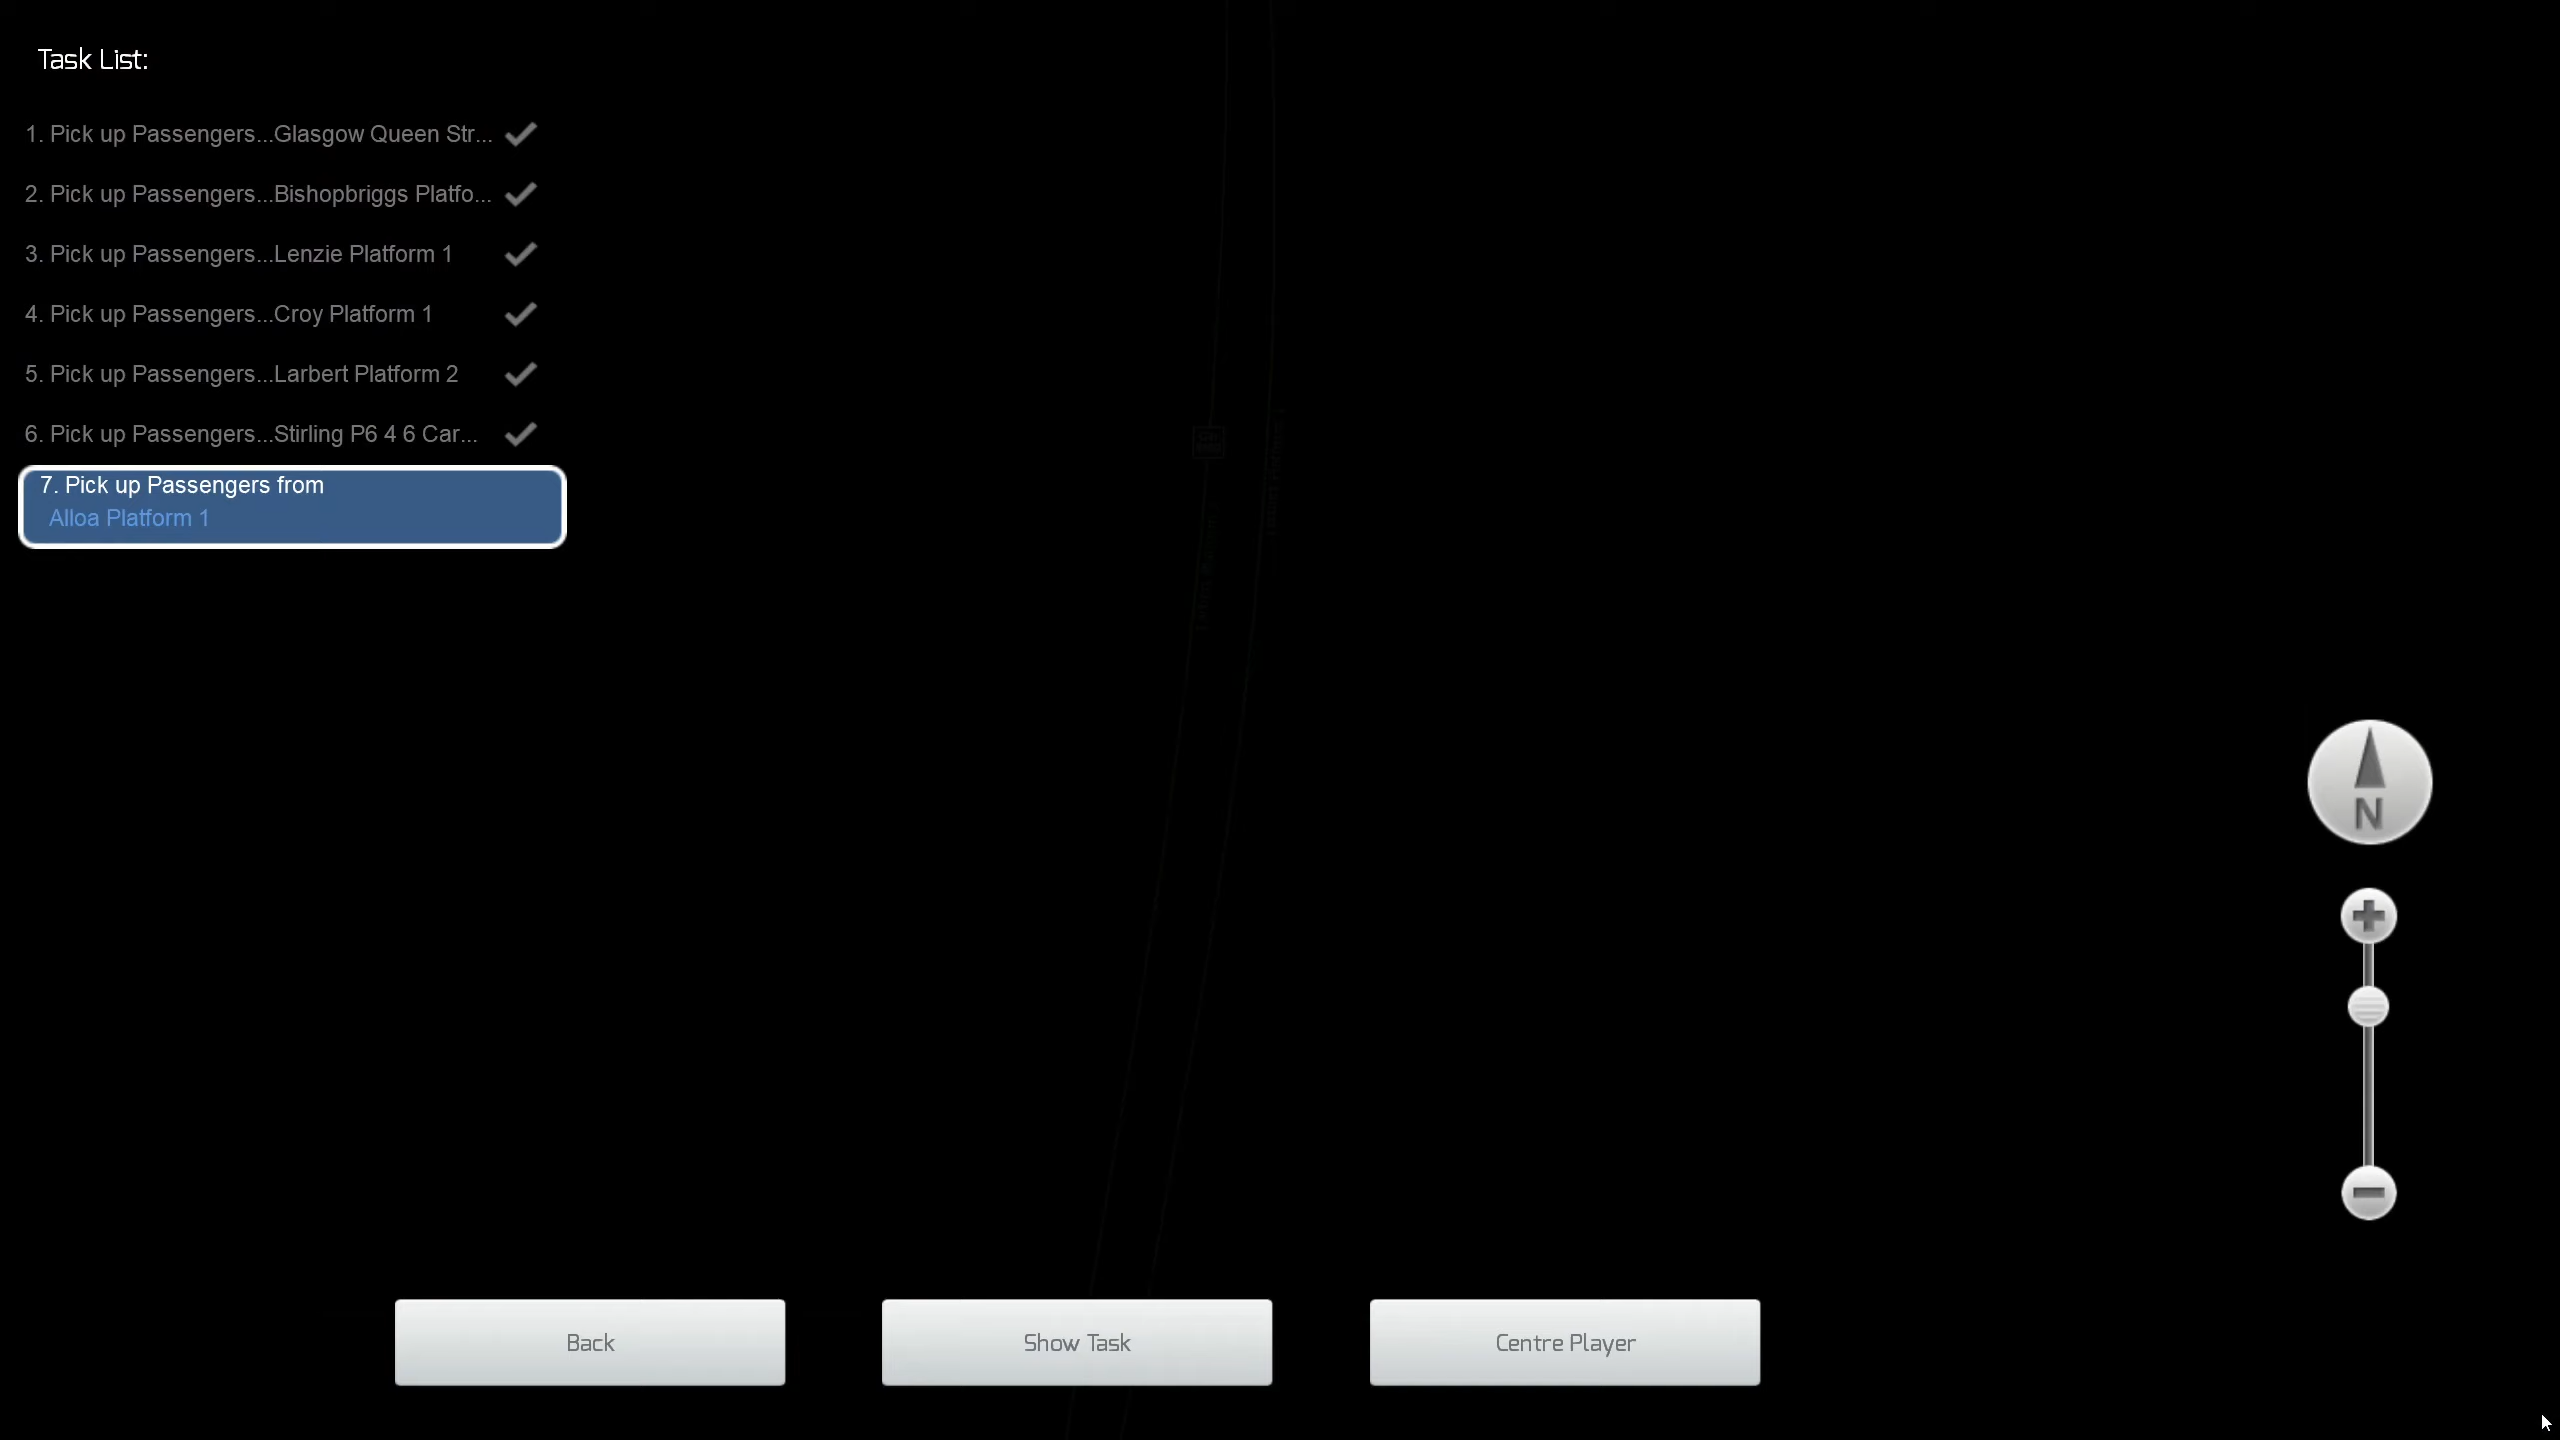 Task List:
1. Pick up Passengers...Glasgow Queen Str...
2. Pick up Passengers...Bishopbriggs Platfo...
3. Pick up Passengers...Lenzie Platform 1
4. Pick up Passengers...Croy Platform 1
5. Pick up Passengers...Larbert Platform 2
6. Pick up Passengers...Stirling P6 4 6 Car...
7. Pick up Passengers from
Alloa Platform 1
N
Back
Show Task
Centre Player